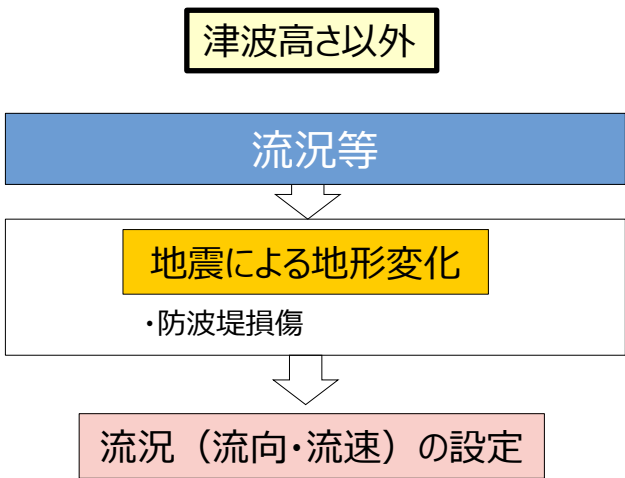 津波高さ以外
流況等
地震による地形変化
・防波堤損傷
流況（流向・流速）の設定